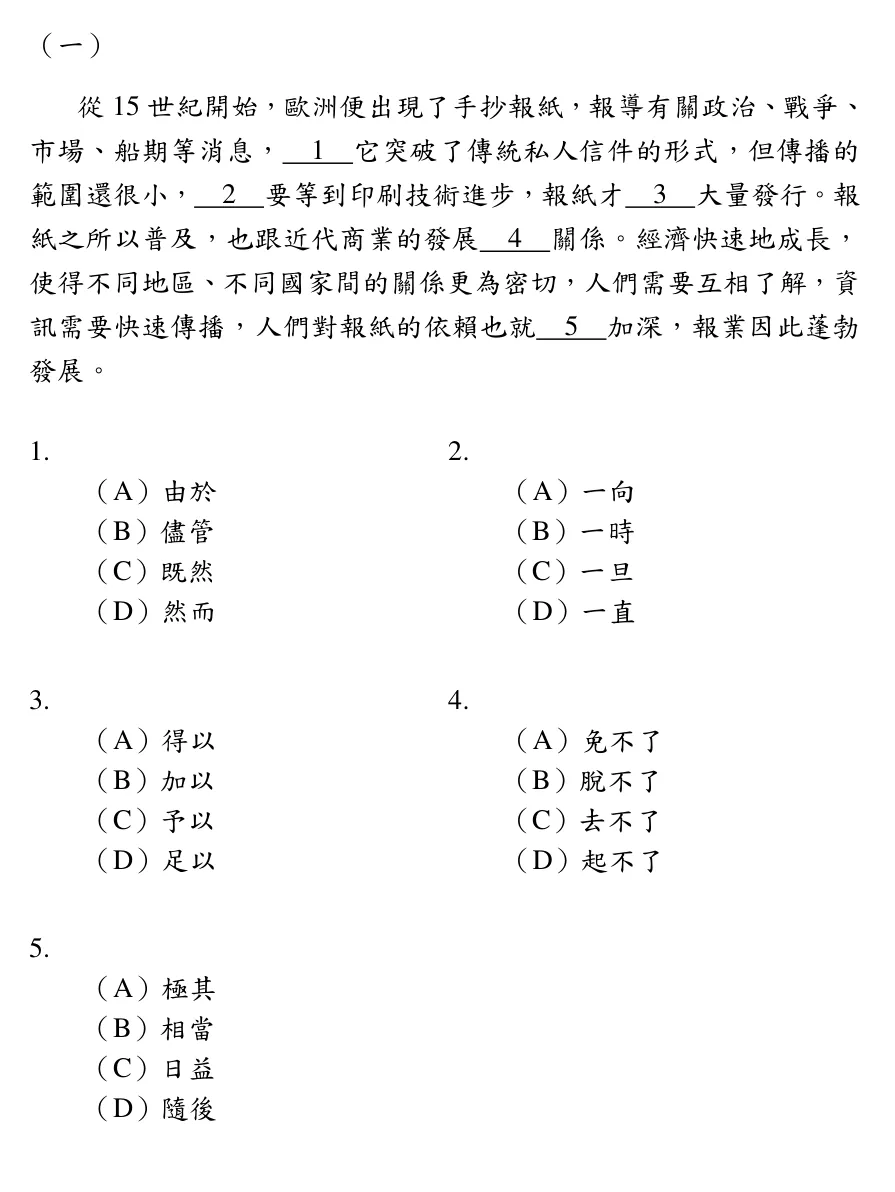 （一）
從 15 世紀開始，歐洲便出現了手抄報紙，報導有關政治、戰爭、
市場、船期等消息，__1__它突破了傳統私人信件的形式，但傳播的
範圍還很小，__2__要等到印刷技術進步，報紙才__3__大量發行。報
紙之所以普及，也跟近代商業的發展__4__關係。經濟快速地成長，
使得不同地區、不同國家間的關係更為密切，人們需要互相了解，資
訊需要快速傳播，人們對報紙的依賴也就__5__加深，報業因此蓬勃
發展。
1.
（A）由於
（B）儘管
（C）既然
（D）然而
2.
（A）一向
（B）一時
（C）一旦
（D）一直
3.
（A）得以
（B）加以
（C）予以
（D）足以
4.
（A）免不了
（B）脫不了
（C）去不了
（D）起不了
5.
（A）極其
（B）相當
（C）日益
（D）隨後